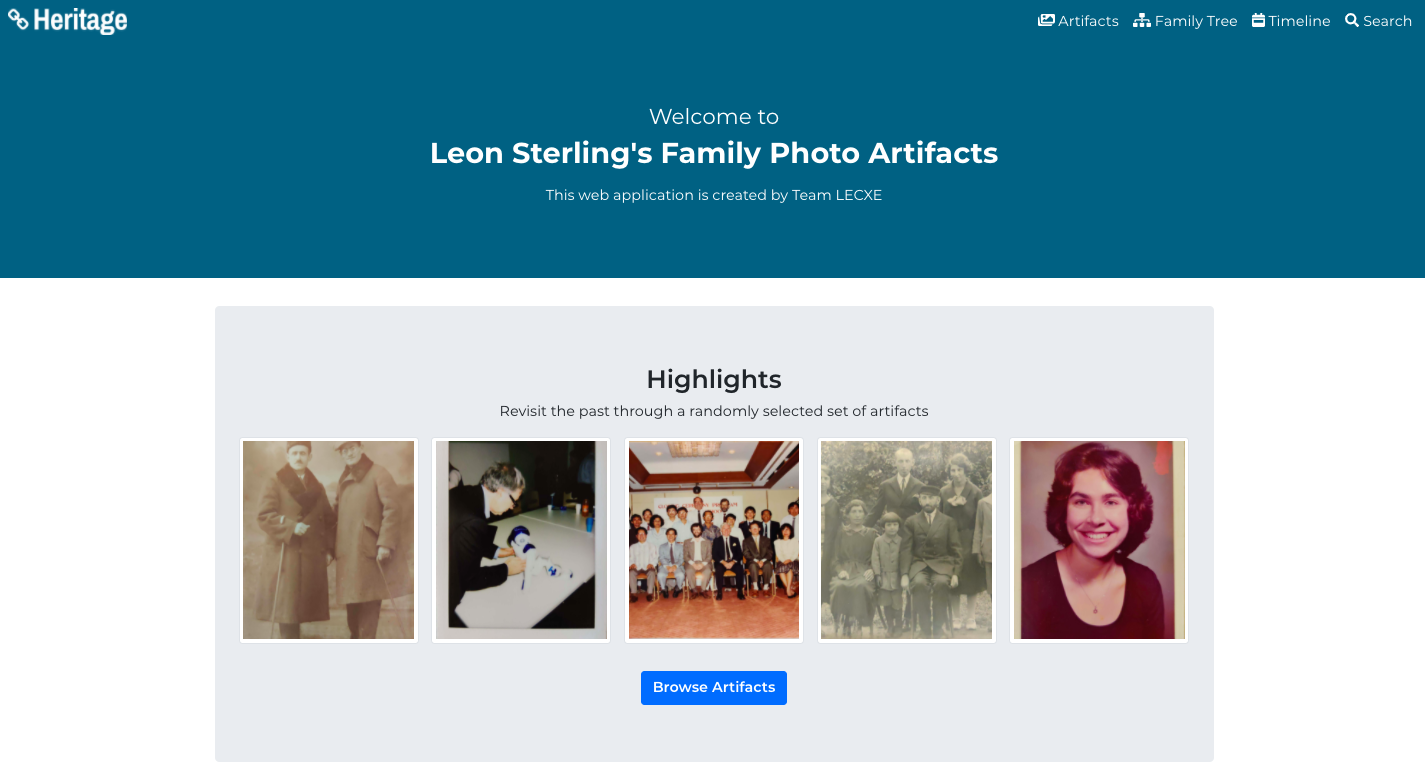 Heritage
Artifacts Family Tree Timeline Search
Welcome to
Leon Sterling's Family Photo Artifacts
This web application is created by Team LECXE
Highlights
Revisit the past through a randomly selected set of artifacts
Browse Artifacts